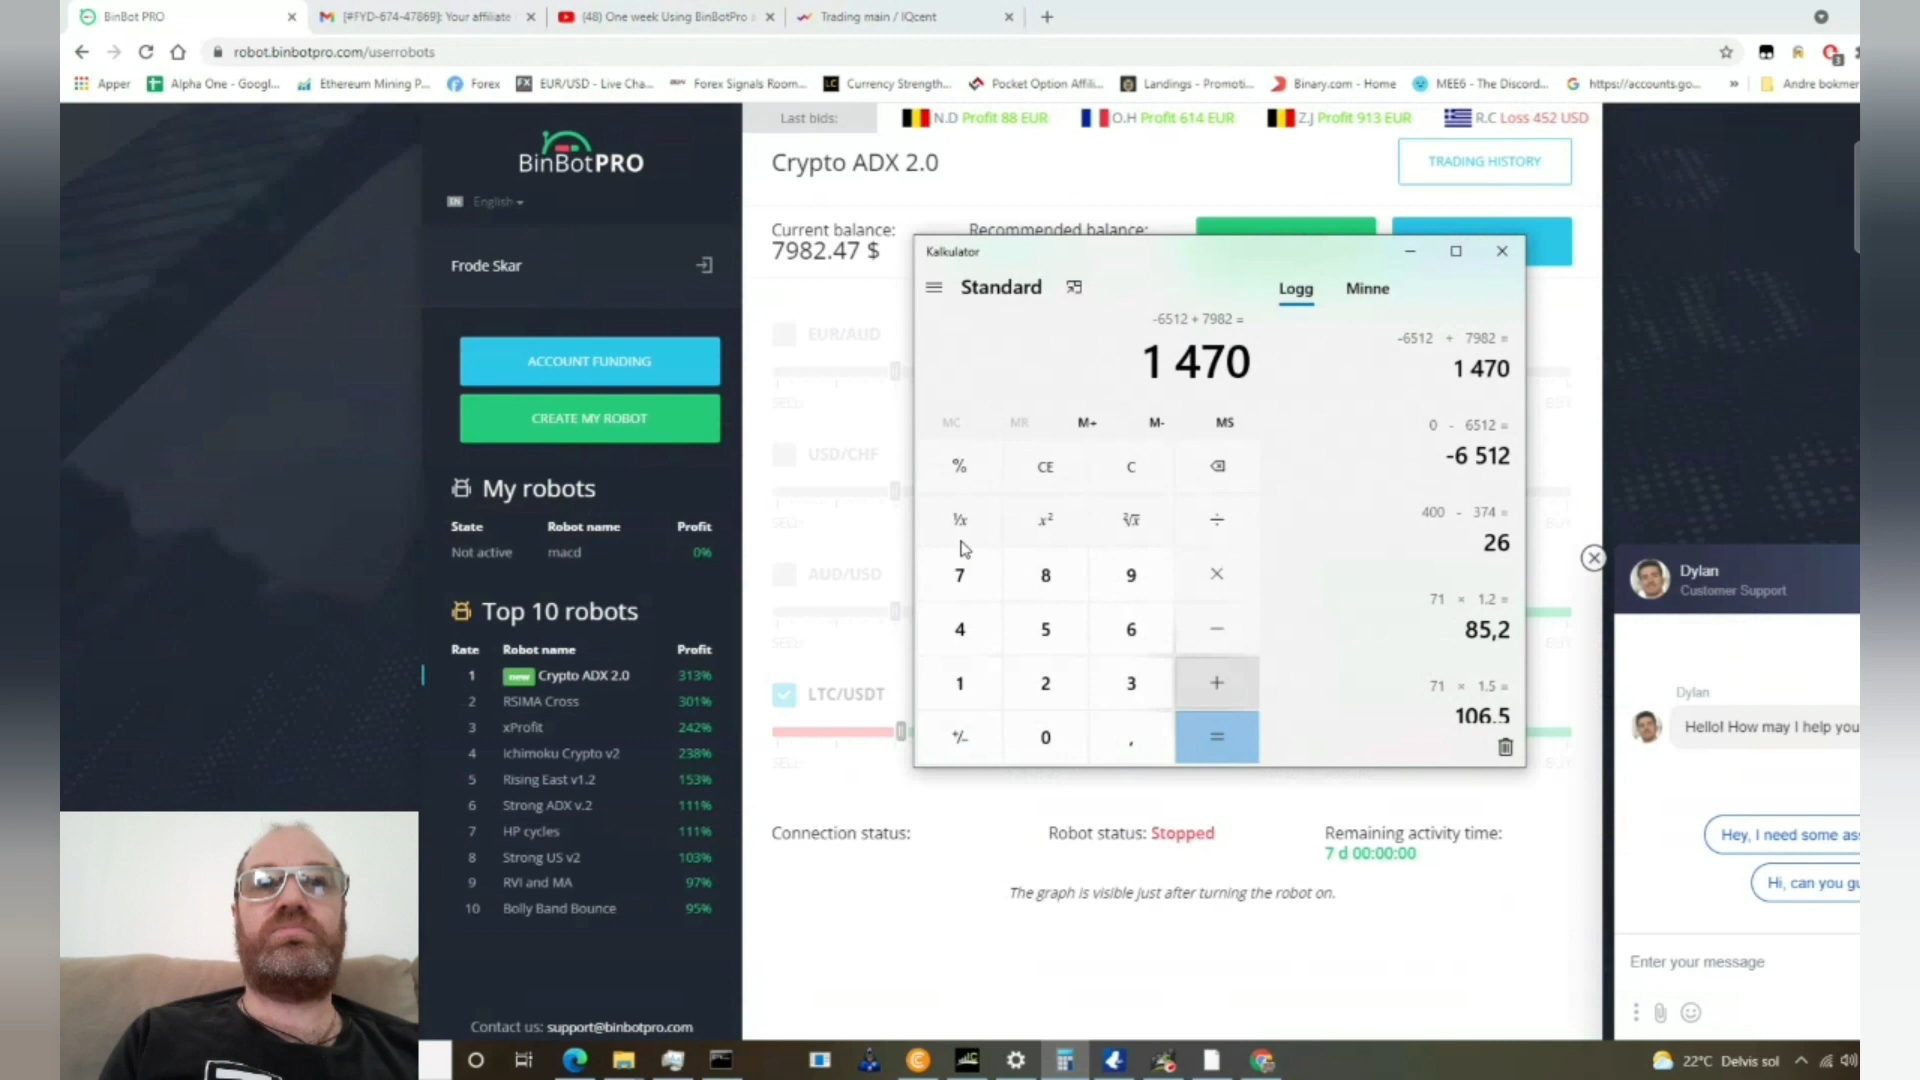 BinBot PRO
[#FYD-674-47869]: Your affiliate
(48) One week Using BinBotPro
Trading main / IQcent
robot.binbotpro.com/userrobots
Apper
Alpha One - Googl...
Ethereum Mining P...
Forex
FX
EUR/USD - Live Cha...
Forex Signals Room...
LC
Currency Strength...
Pocket Option Affili...
Landings - Promoti...
Binary.com - Home
MEE6 - The Discord...
https://accounts.go...
»
Andre bokmer
BinBotPRO
EN English
Frode Skar
ACCOUNT FUNDING
CREATE MY ROBOT
My robots
State Robot name Profit
Not active macd 0%
Top 10 robots
Rate Robot name Profit
1 new Crypto ADX 2.0 313%
2 RSIMA Cross 301%
3 xProfit 242%
4 Ichimoku Crypto v2 238%
5 Rising East v1.2 153%
6 Strong ADX v.2 111%
7 HP cycles 111%
8 Strong US v2 103%
9 RVI and MA 97%
10 Bolly Band Bounce 95%
Contact us: support@binbotpro.com
Last bids:
N.D Profit 88 EUR
O.H Profit 614 EUR
Z.J Profit 913 EUR
R.C Loss 452 USD
Crypto ADX 2.0
TRADING HISTORY
Current balance:
7982.47 $
Recommended balance:
EUR/AUD
SELL
BUY
USD/CHF
SELL
BUY
AUD/USD
SELL
BUY
LTC/USDT
SELL
BUY
Kalkulator
Standard
Logg
Minne
-6512 + 7982 =
1 470
MC MR M+ M- MS
% CE C
1/x x² ²√x ÷
7 8 9 ×
4 5 6 −
1 2 3 +
+/- 0 , =
-6512 + 7982 =
1 470
0 - 6512 =
-6 512
400 - 374 =
26
71 × 1.2 =
85,2
71 × 1.5 =
106,5
Connection status:
Robot status: Stopped
Remaining activity time:
7 d 00:00:00
The graph is visible just after turning the robot on.
Dylan
Customer Support
Dylan
Hello! How may I help you
Hey, I need some ass
Hi, can you gu
Enter your message
22°C Delvis sol